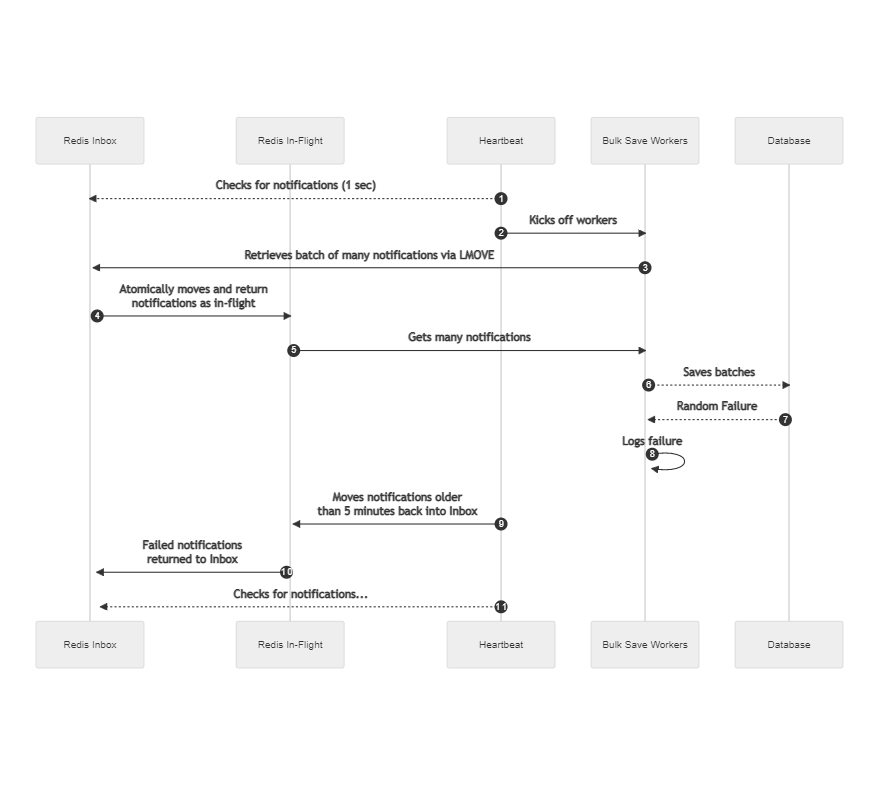 Redis Inbox
Redis In-Flight
Heartbeat
Bulk Save Workers
Database
Checks for notifications (1 sec)
1
Kicks off workers
2
Retrieves batch of many notifications via LMOVE
3
Atomically moves and return
notifications as in-flight
4
Gets many notifications
5
Saves batches
6
Random Failure
7
Logs failure
8
Moves notifications older
than 5 minutes back into Inbox
9
Failed notifications
returned to Inbox
10
Checks for notifications...
11
Redis Inbox
Redis In-Flight
Heartbeat
Bulk Save Workers
Database